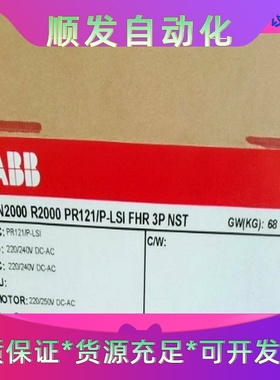 顺发自动化
ABB
N2000 R2000 PR121/P-LSI FHR 3P NST
GW(KG): 68
: PR121/P-LSI
C/W:
: 220/240V DC-AC
: 220/240V DC-AC
U:
MOTOR: 220/250V DC-AC
质保证*货源充足*可开发